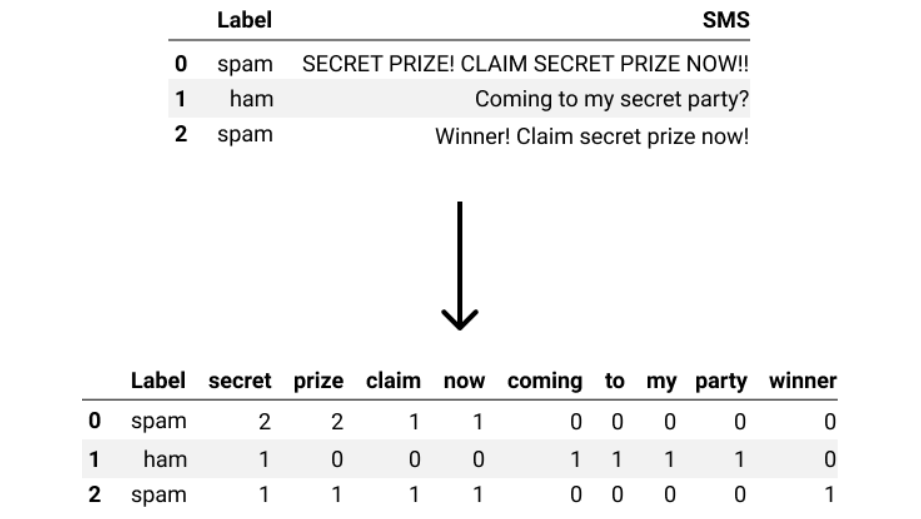 Label SMS
0 spam SECRET PRIZE! CLAIM SECRET PRIZE NOW!!
1 ham Coming to my secret party?
2 spam Winner! Claim secret prize now!
Label secret prize claim now coming to my party winner
0 spam 2 2 1 1 0 0 0 0 0
1 ham 1 0 0 0 1 1 1 1 0
2 spam 1 1 1 1 0 0 0 0 1